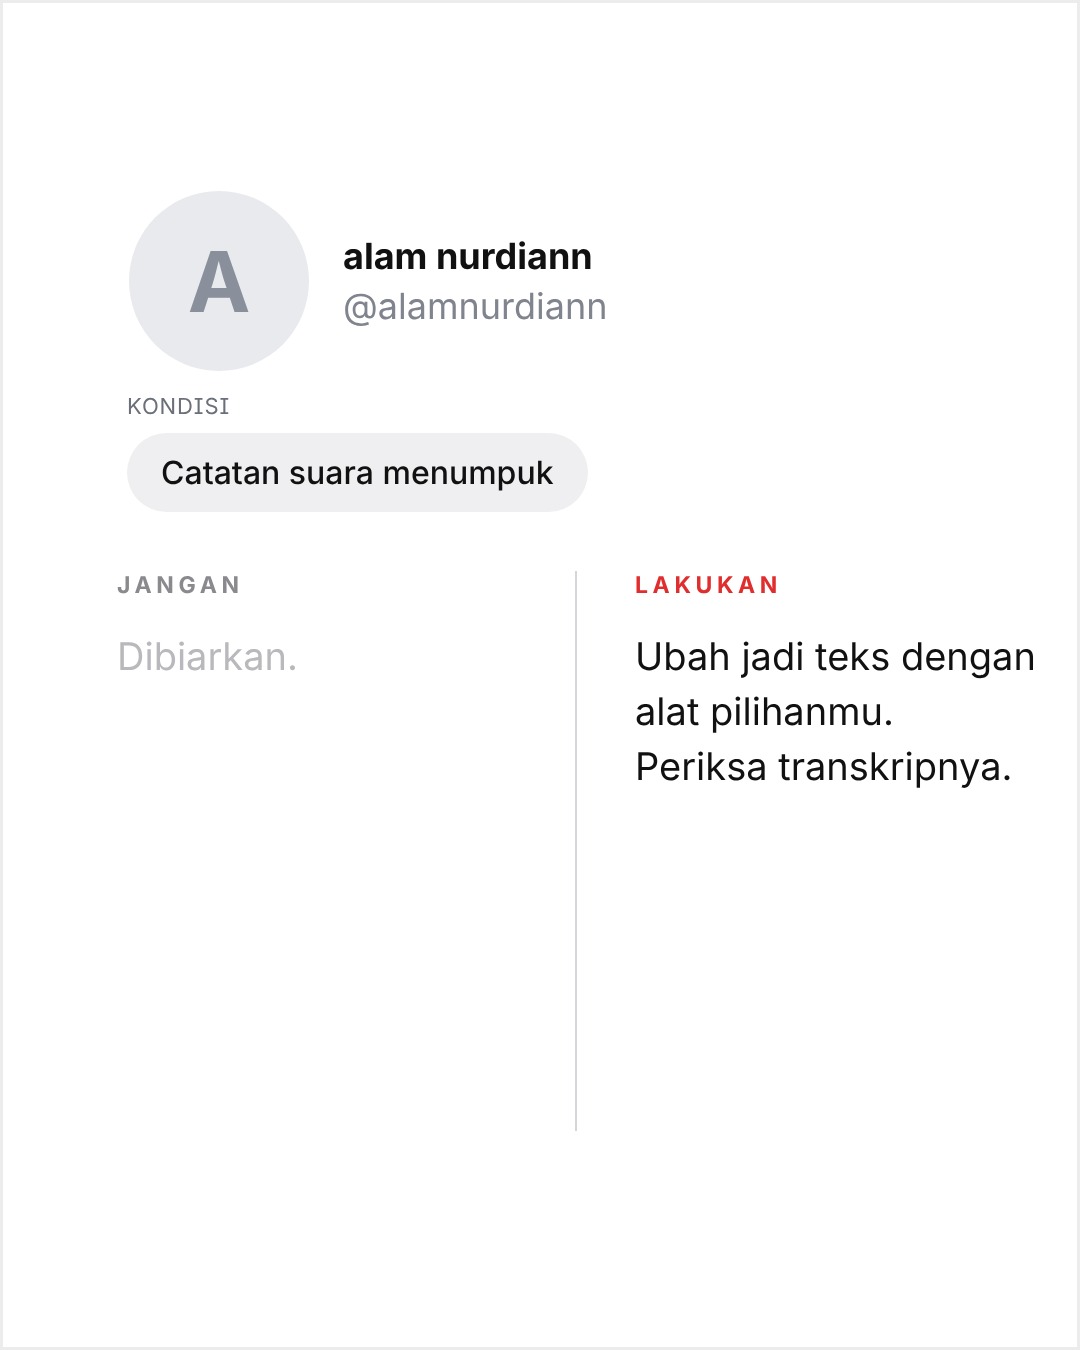 A
alam nurdiann
@alamnurdiann
KONDISI
Catatan suara menumpuk
JANGAN
Dibiarkan.
LAKUKAN
Ubah jadi teks dengan
alat pilihanmu.
Periksa transkripnya.